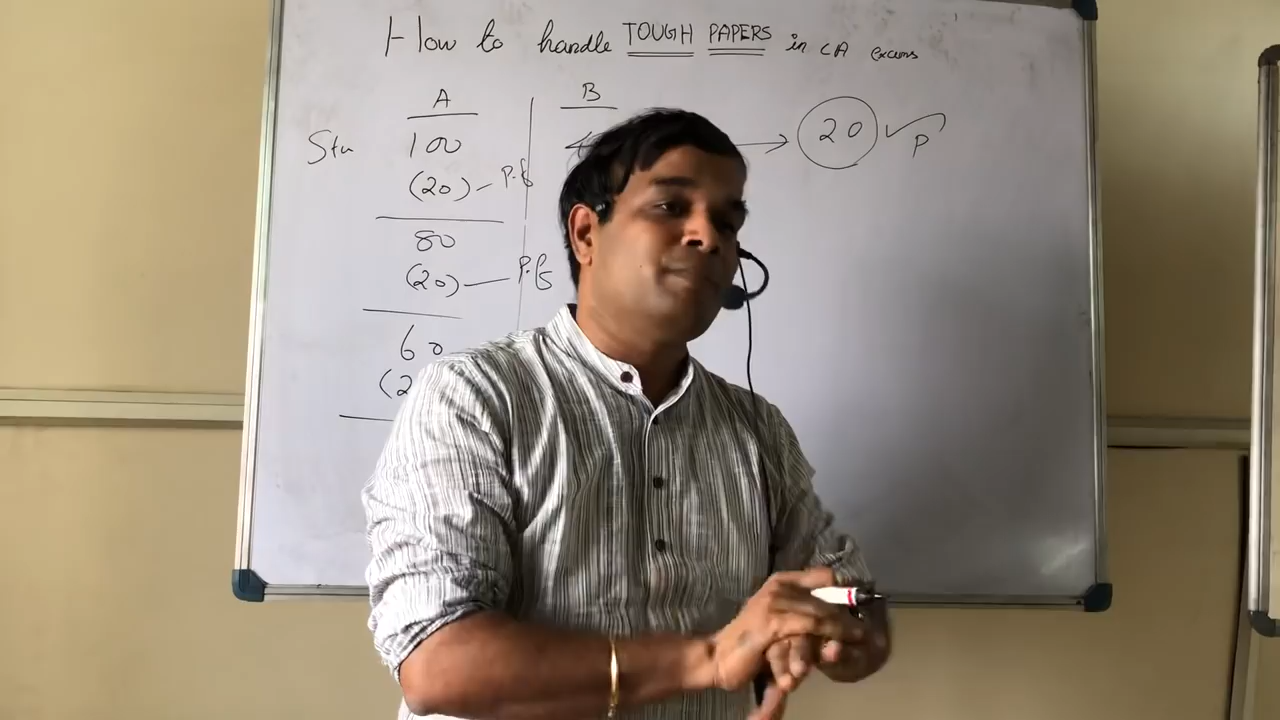 How to handle TOUGH PAPERS in CA exams
A B
Stu 100 20 P
(20) - P.f
80
(20) - P.f
60
(2